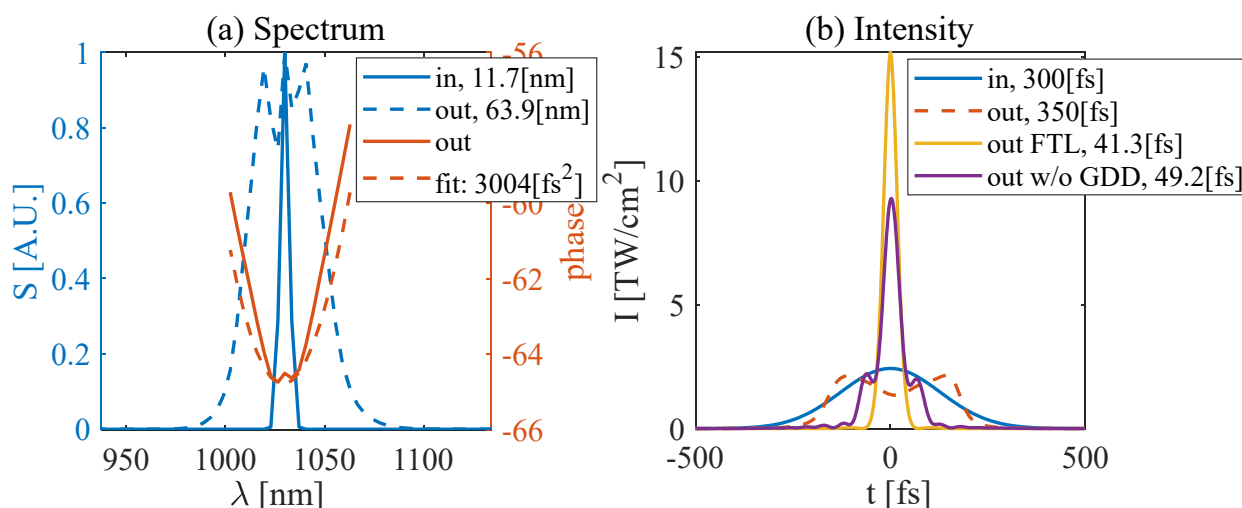 (a) Spectrum
S [A.U.]
1
0.8
0.6
0.4
0.2
0
-56
-60
-62
-64
-66
phase
in, 11.7[nm]
out, 63.9[nm]
out
fit: 3004[fs²]
950
1000
1050
1100
λ [nm]
(b) Intensity
I [TW/cm²]
15
10
5
0
in, 300[fs]
out, 350[fs]
out FTL, 41.3[fs]
out w/o GDD, 49.2[fs]
-500
0
500
t [fs]